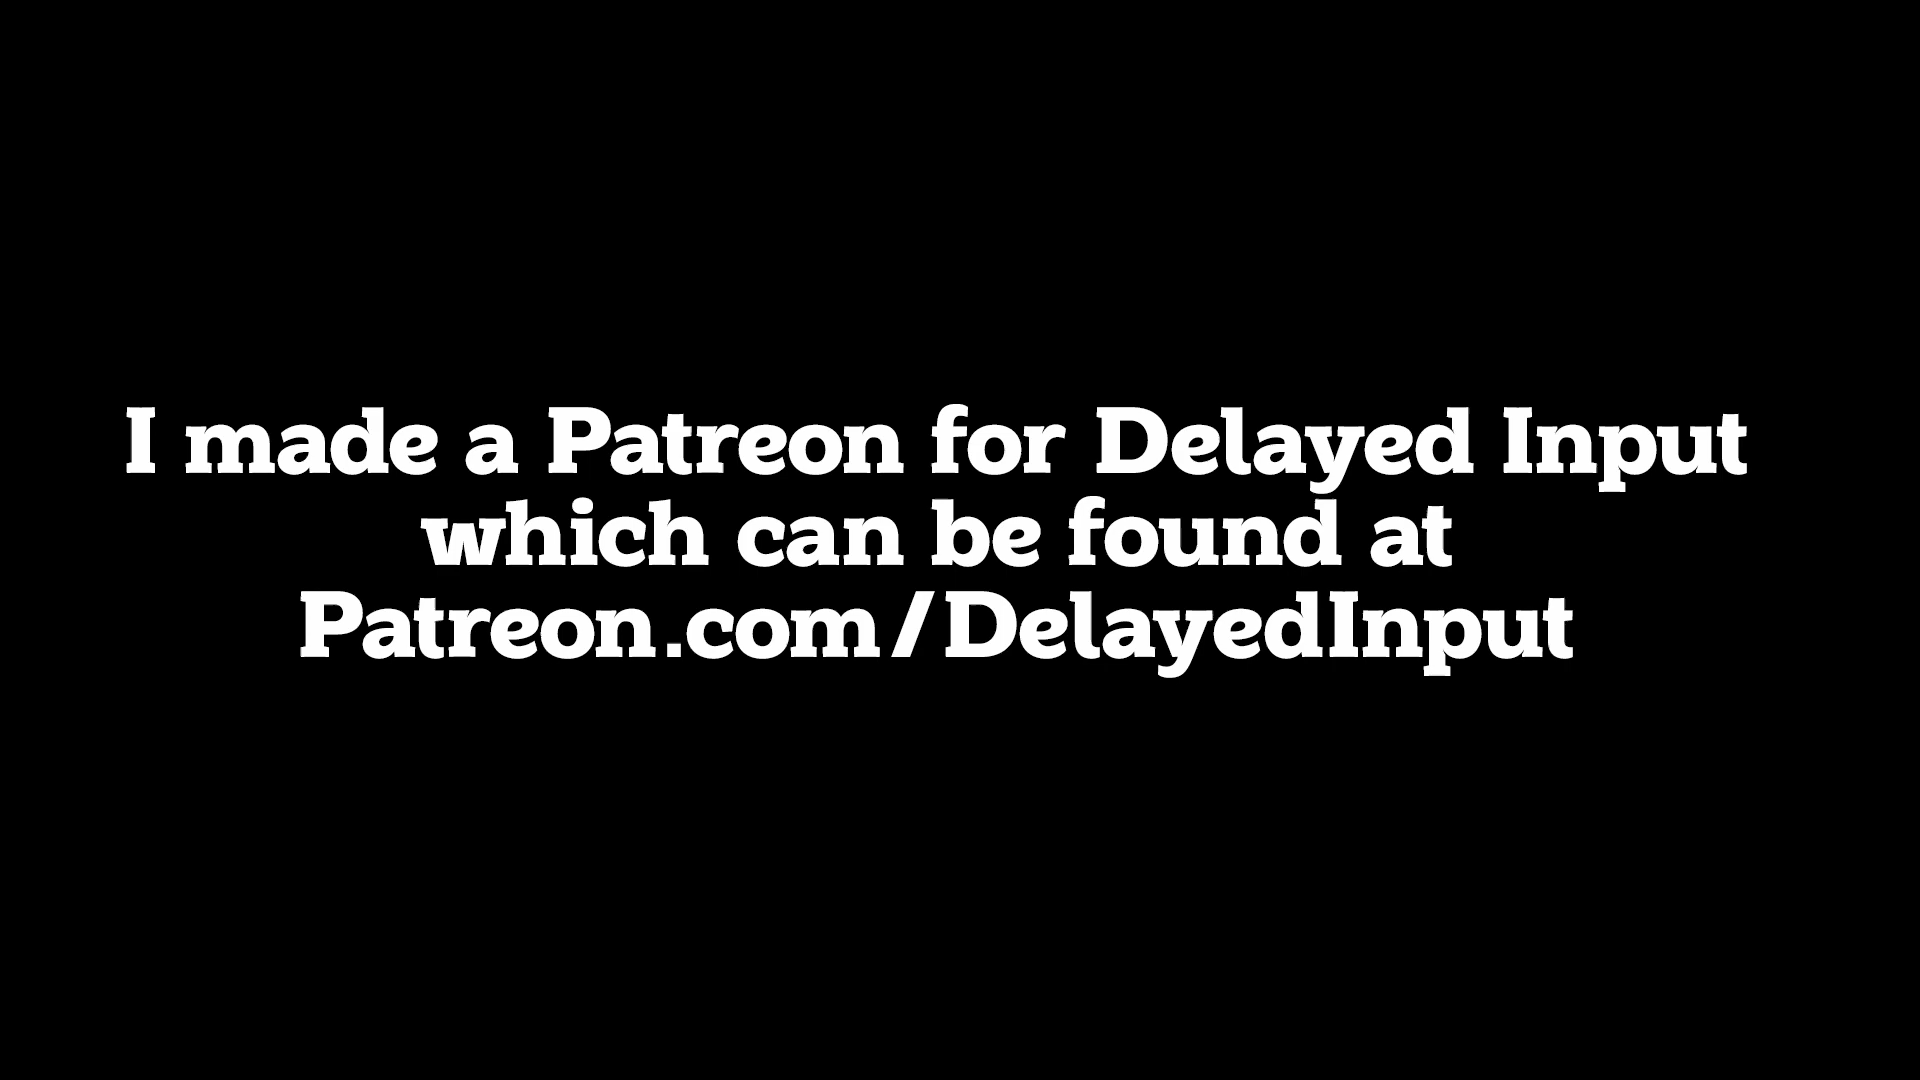 I made a Patreon for Delayed Input
which can be found at
Patreon.com/DelayedInput